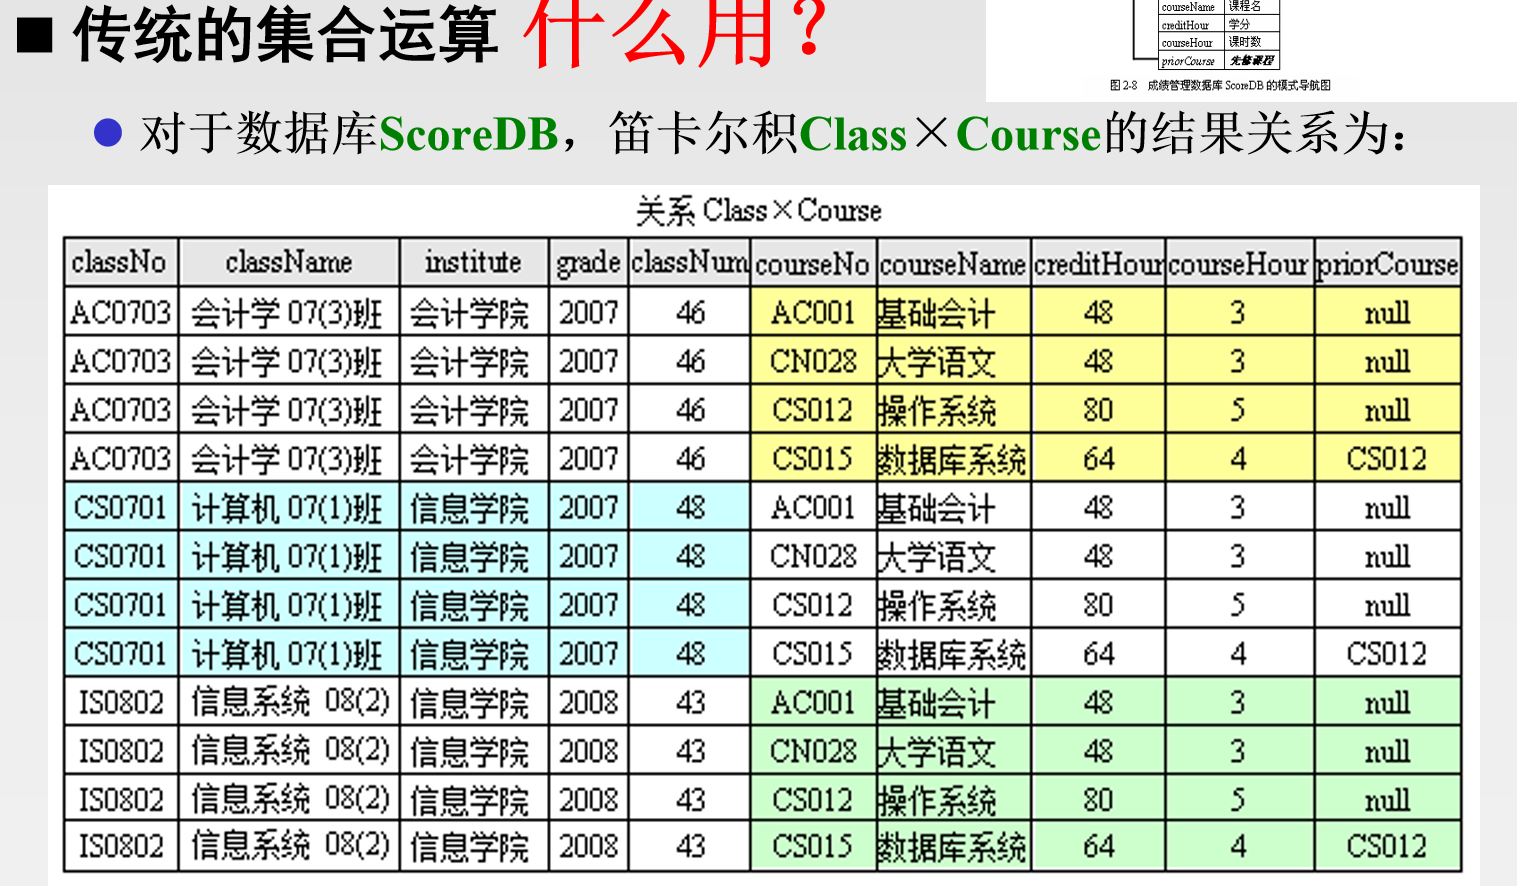 ■ 传统的集合运算 什么用？
courseName 课程名
creditHour 学分
courseHour 课时数
priorCourse 先修课程
图 2-8 成绩管理数据库 ScoreDB 的模式导航图
● 对于数据库ScoreDB，笛卡尔积Class×Course的结果关系为：
关系 Class×Course
classNo className institute grade classNum courseNo courseName creditHour courseHour priorCourse
AC0703 会计学 07(3)班 会计学院 2007 46 AC001 基础会计 48 3 null
AC0703 会计学 07(3)班 会计学院 2007 46 CN028 大学语文 48 3 null
AC0703 会计学 07(3)班 会计学院 2007 46 CS012 操作系统 80 5 null
AC0703 会计学 07(3)班 会计学院 2007 46 CS015 数据库系统 64 4 CS012
CS0701 计算机 07(1)班 信息学院 2007 48 AC001 基础会计 48 3 null
CS0701 计算机 07(1)班 信息学院 2007 48 CN028 大学语文 48 3 null
CS0701 计算机 07(1)班 信息学院 2007 48 CS012 操作系统 80 5 null
CS0701 计算机 07(1)班 信息学院 2007 48 CS015 数据库系统 64 4 CS012
IS0802 信息系统 08(2) 信息学院 2008 43 AC001 基础会计 48 3 null
IS0802 信息系统 08(2) 信息学院 2008 43 CN028 大学语文 48 3 null
IS0802 信息系统 08(2) 信息学院 2008 43 CS012 操作系统 80 5 null
IS0802 信息系统 08(2) 信息学院 2008 43 CS015 数据库系统 64 4 CS012